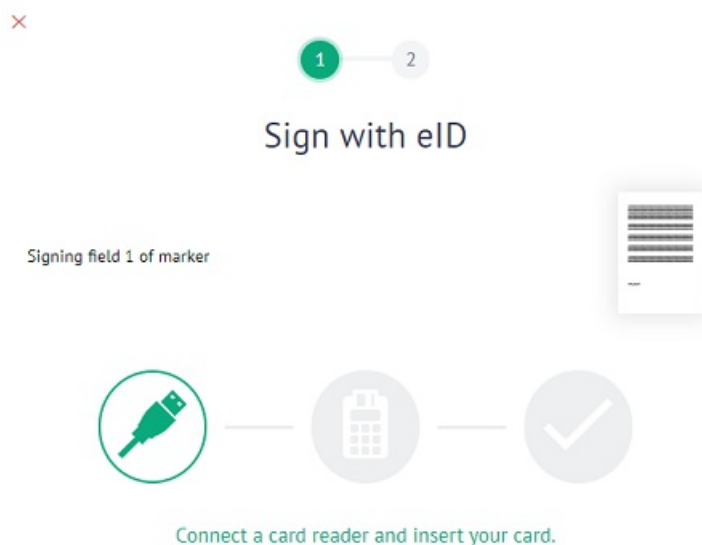 1 2
Sign with eID
Signing field 1 of marker
Connect a card reader and insert your card.